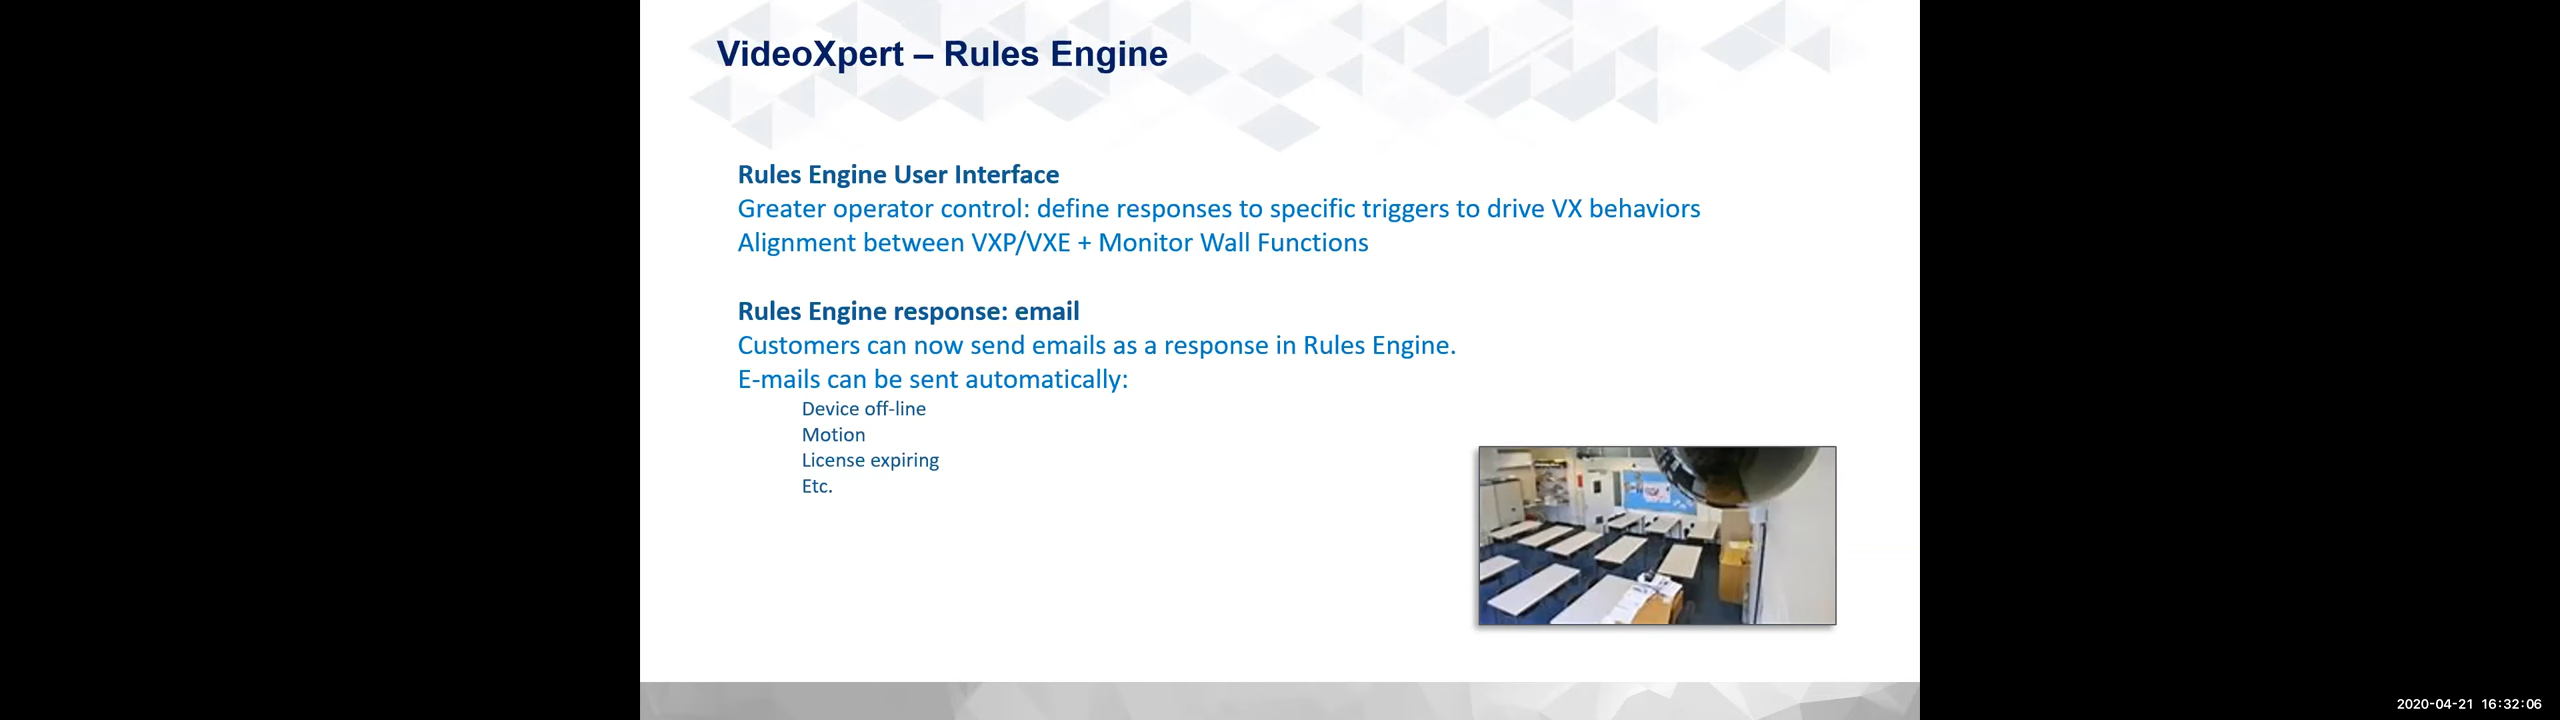 VideoXpert – Rules Engine
Rules Engine User Interface
Greater operator control: define responses to specific triggers to drive VX behaviors
Alignment between VXP/VXE + Monitor Wall Functions
Rules Engine response: email
Customers can now send emails as a response in Rules Engine.
E-mails can be sent automatically:
Device off-line
Motion
License expiring
Etc.
2020-04-21 16:32:06